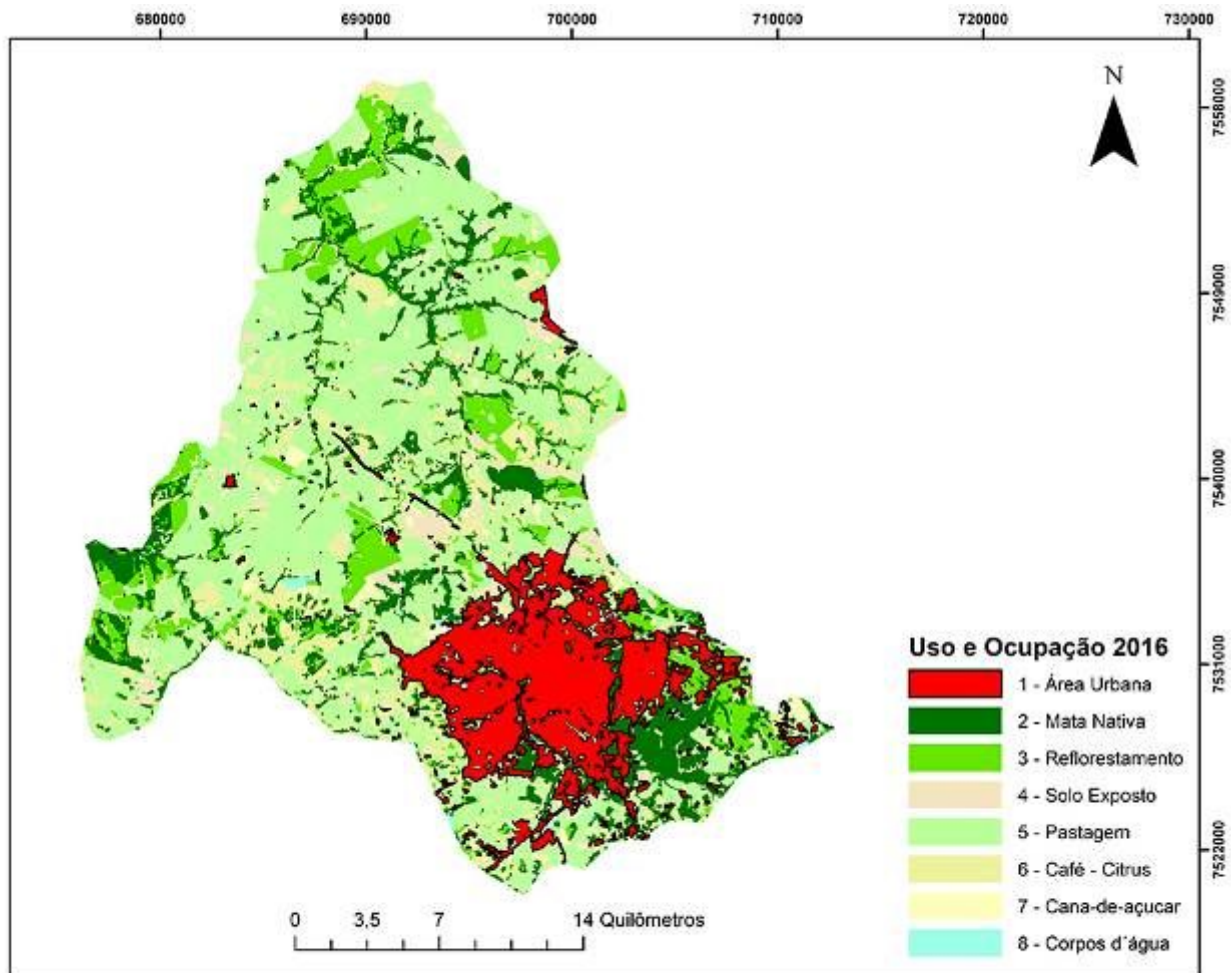 680000 690000 700000 710000 720000 730000
N
7558000
7549000
7540000
7531000
7522000
Uso e Ocupação 2016
1 - Área Urbana
2 - Mata Nativa
3 - Reflorestamento
4 - Solo Exposto
5 - Pastagem
6 - Café - Citrus
7 - Cana-de-açucar
8 - Corpos d´água
0 3,5 7 14 Quilômetros